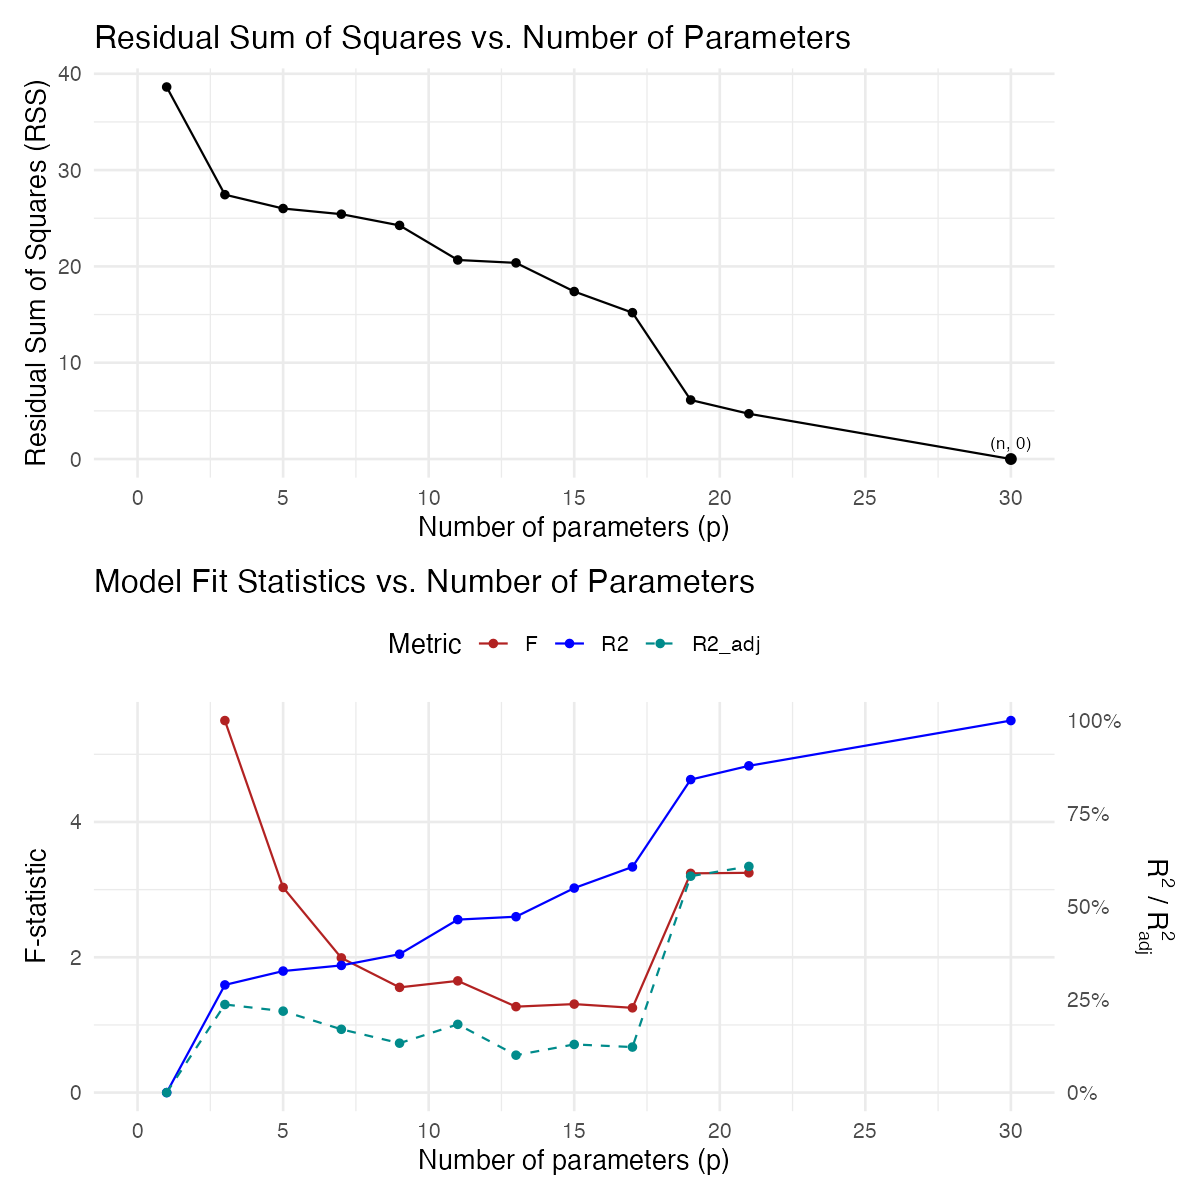 Residual Sum of Squares vs. Number of Parameters
Residual Sum of Squares (RSS)
40
30
20
10
0
(n, 0)
0 5 10 15 20 25 30
Number of parameters (p)
Model Fit Statistics vs. Number of Parameters
Metric F R2 R2_adj
F-statistic
4
2
0
100%
75%
50%
25%
0%
R² / R²adj
0 5 10 15 20 25 30
Number of parameters (p)